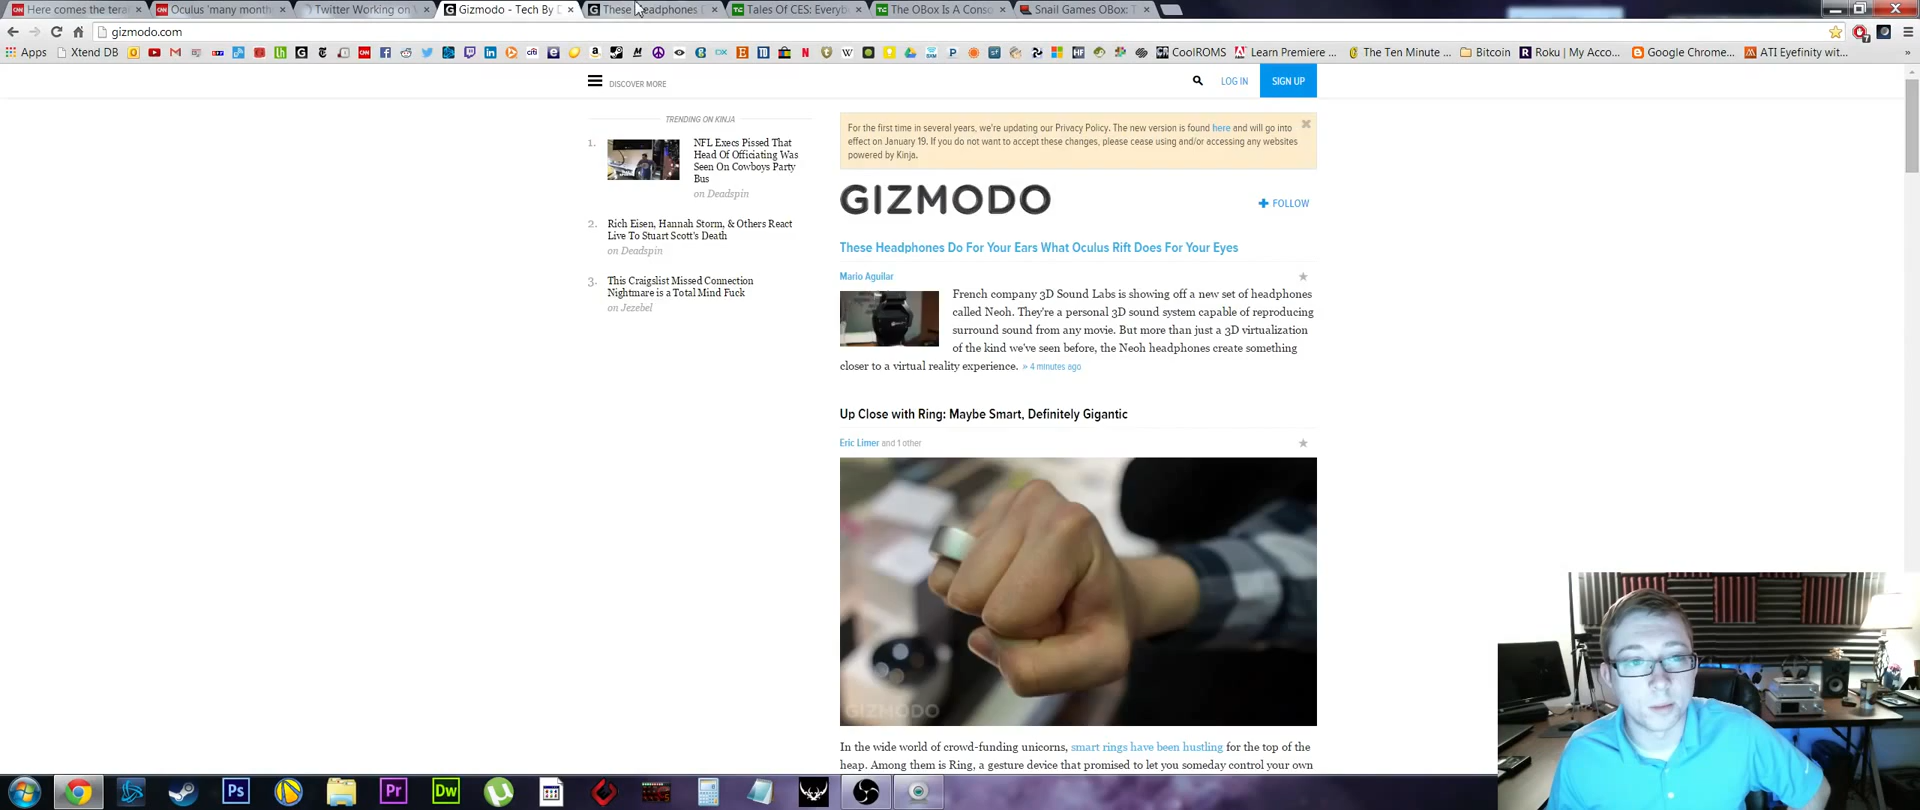 Here comes the tera
Oculus 'many month
Twitter Working on
Gizmodo - Tech By D
These Headphones
Tales Of CES: Everyb
The OBox Is A Conso
Snail Games OBox: T
gizmodo.com
Apps
Xtend DB
CoolROMS
Learn Premiere ...
The Ten Minute ...
Bitcoin
Roku | My Acco...
Google Chrome...
ATI Eyefinity wit...
DISCOVER MORE
LOG IN
SIGN UP
TRENDING ON KINJA
1.
NFL Execs Pissed That
Head Of Officiating Was
Seen On Cowboys Party
Bus
on Deadspin
2.
Rich Eisen, Hannah Storm, & Others React
Live To Stuart Scott's Death
on Deadspin
3.
This Craigslist Missed Connection
Nightmare is a Total Mind Fuck
on Jezebel
For the first time in several years, we're updating our Privacy Policy. The new version is found here and will go into
effect on January 19. If you do not want to accept these changes, please cease using and/or accessing any websites
powered by Kinja.
GIZMODO
FOLLOW
These Headphones Do For Your Ears What Oculus Rift Does For Your Eyes
Mario Aguilar
French company 3D Sound Labs is showing off a new set of headphones
called Neoh. They're a personal 3D sound system capable of reproducing
surround sound from any movie. But more than just a 3D virtualization
of the kind we've seen before, the Neoh headphones create something
closer to a virtual reality experience. » 4 minutes ago
Up Close with Ring: Maybe Smart, Definitely Gigantic
Eric Limer and 1 other
GIZMODO
In the wide world of crowd-funding unicorns, smart rings have been hustling for the top of the
heap. Among them is Ring, a gesture device that promised to let you someday control your own
Ps
Pr
Dw